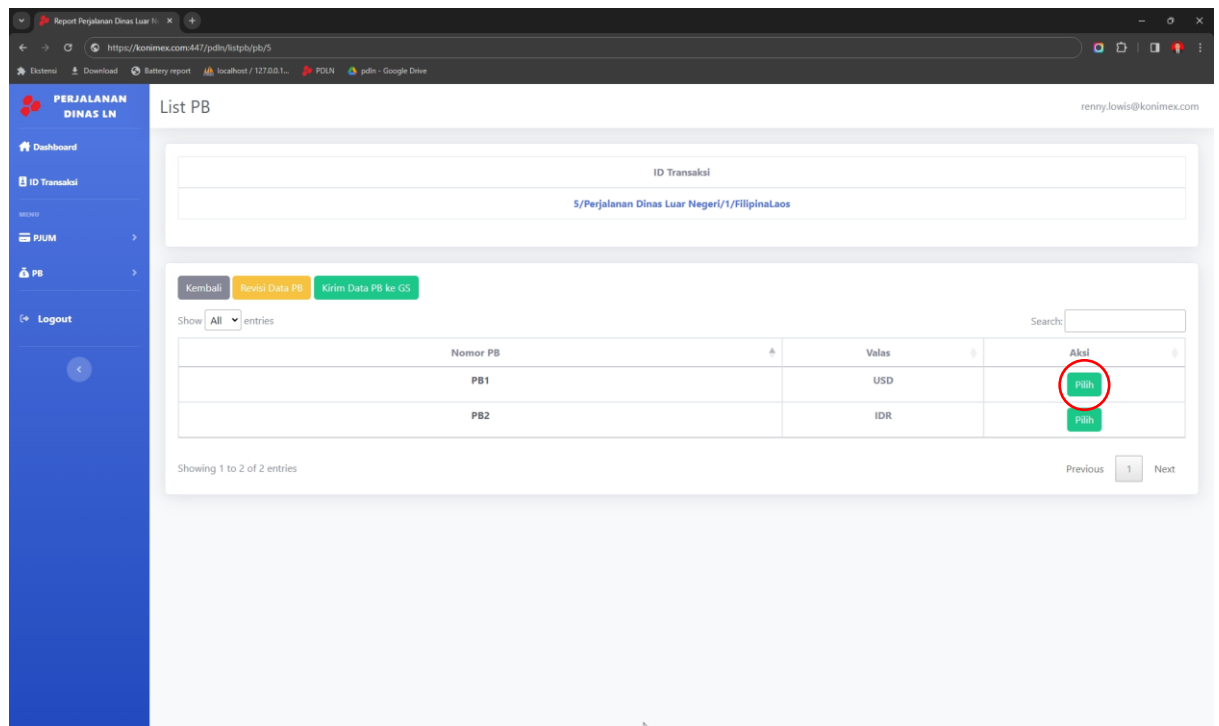 Report Perjalanan Dinas Luar N
https://konimex.com:447/pdln/listpb/pb/5
Ekstensi Download Battery report localhost / 127.0.0.1... PDLN pdln - Google Drive
PERJALANAN
DINAS LN
List PB
renny.lowis@konimex.com
Dashboard
ID Transaksi
MENU
PJUM
PB
Logout
ID Transaksi
5/Perjalanan Dinas Luar Negeri/1/FilipinaLaos
Kembali Revisi Data PB Kirim Data PB ke GS
Show All entries Search:
Nomor PB Valas Aksi
PB1 USD Pilih
PB2 IDR Pilih
Showing 1 to 2 of 2 entries Previous 1 Next